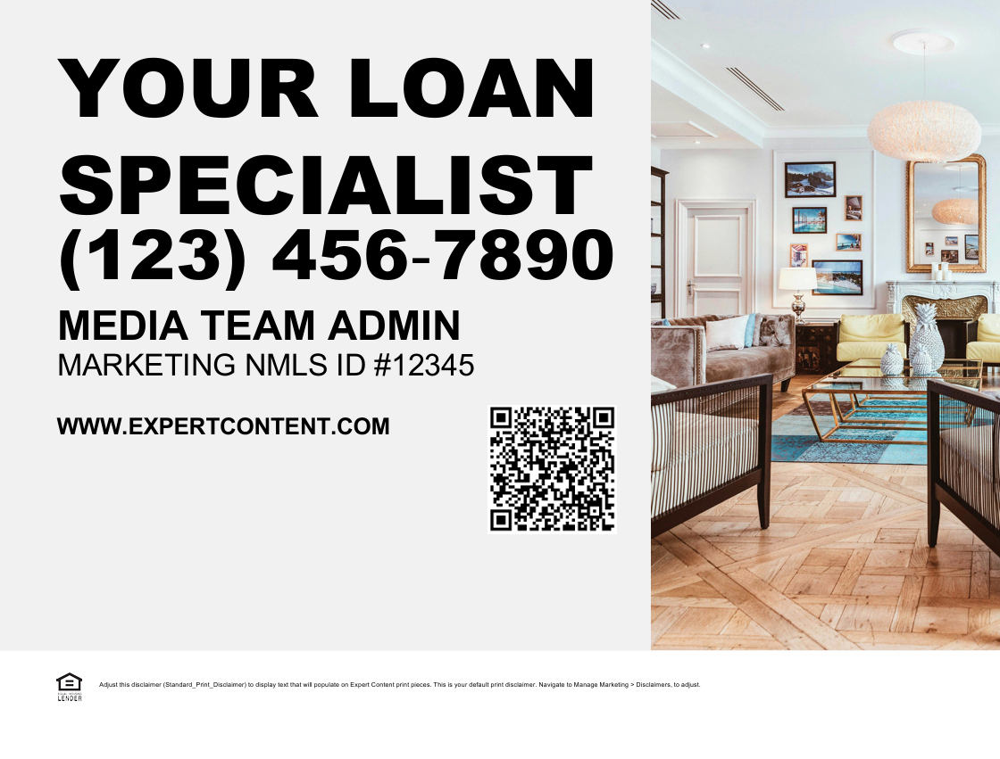 YOUR LOAN
SPECIALIST
(123) 456-7890
MEDIA TEAM ADMIN
MARKETING NMLS ID #12345
WWW.EXPERTCONTENT.COM
EQUAL HOUSING
LENDER
Adjust this disclaimer (Standard_Print_Disclaimer) to display text that will populate on Expert Content print pieces. This is your default print disclaimer. Navigate to Manage Marketing > Disclaimers, to adjust.